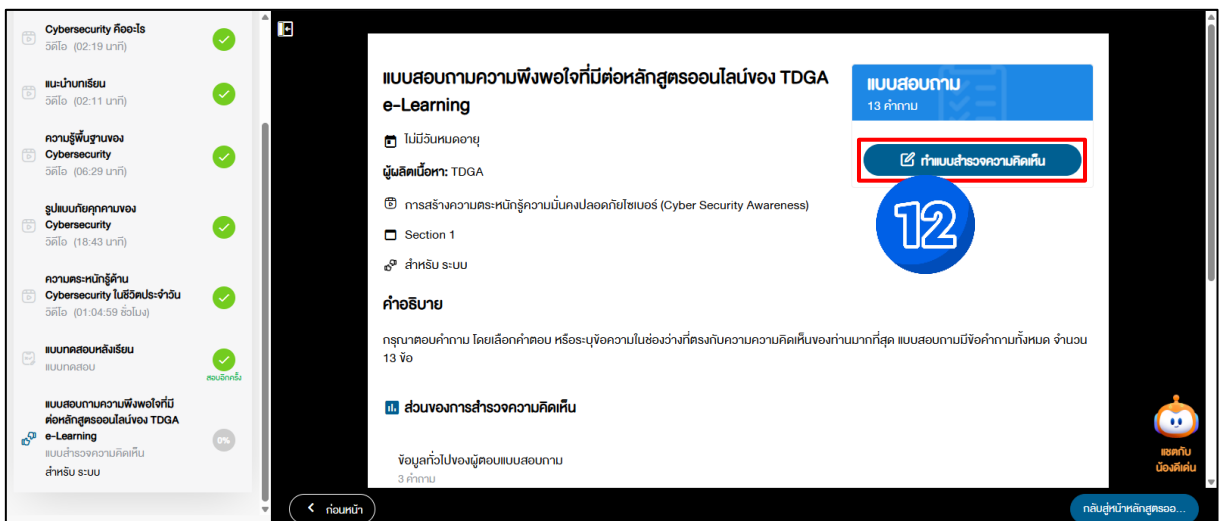 Cybersecurity คืออะไร
วิดีโอ (02:19 นาที)
แนะนำบทเรียน
วิดีโอ (02:11 นาที)
ความรู้พื้นฐานของ
Cybersecurity
วิดีโอ (06:29 นาที)
รูปแบบภัยคุกคามของ
Cybersecurity
วิดีโอ (18:43 นาที)
ความตระหนักรู้ด้าน
Cybersecurity ในชีวิตประจำวัน
วิดีโอ (01:04:59 ชั่วโมง)
แบบทดสอบหลังเรียน
แบบทดสอบ
สอบอีกครั้ง
แบบสอบถามความพึงพอใจที่มี
ต่อหลักสูตรออนไลน์ของ TDGA
e-Learning
0%
แบบสำรวจความคิดเห็น
สำหรับ ระบบ
แบบสอบถามความพึงพอใจที่มีต่อหลักสูตรออนไลน์ของ TDGA
e-Learning
ไม่มีวันหมดอายุ
ผู้ผลิตเนื้อหา: TDGA
การสร้างความตระหนักรู้ความมั่นคงปลอดภัยไซเบอร์ (Cyber Security Awareness)
Section 1
สำหรับ ระบบ
แบบสอบถาม
13 คำถาม
ทำแบบสำรวจความคิดเห็น
12
คำอธิบาย
กรุณาตอบคำถาม โดยเลือกคำตอบ หรือระบุข้อความในช่องว่างที่ตรงกับความความคิดเห็นของท่านมากที่สุด แบบสอบถามมีข้อคำถามทั้งหมด จำนวน
13 ข้อ
ส่วนของการสำรวจความคิดเห็น
ข้อมูลทั่วไปของผู้ตอบแบบสอบถาม
3 คำถาม
แชตกับ
น้องดีเด่น
ก่อนหน้า
กลับสู่หน้าหลักสูตรออ...